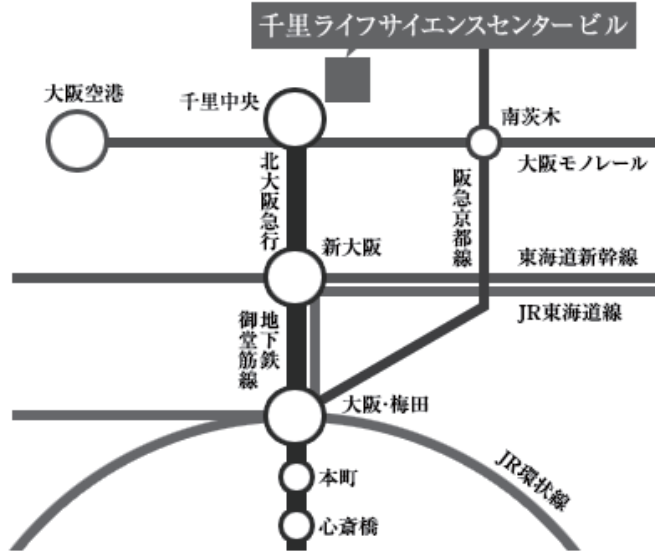 千里ライフサイエンスセンタービル
大阪空港
千里中央
南茨木
大阪モノレール
北大阪急行
阪急京都線
新大阪
東海道新幹線
JR東海道線
地下鉄
御堂筋線
大阪・梅田
JR環状線
本町
心斎橋